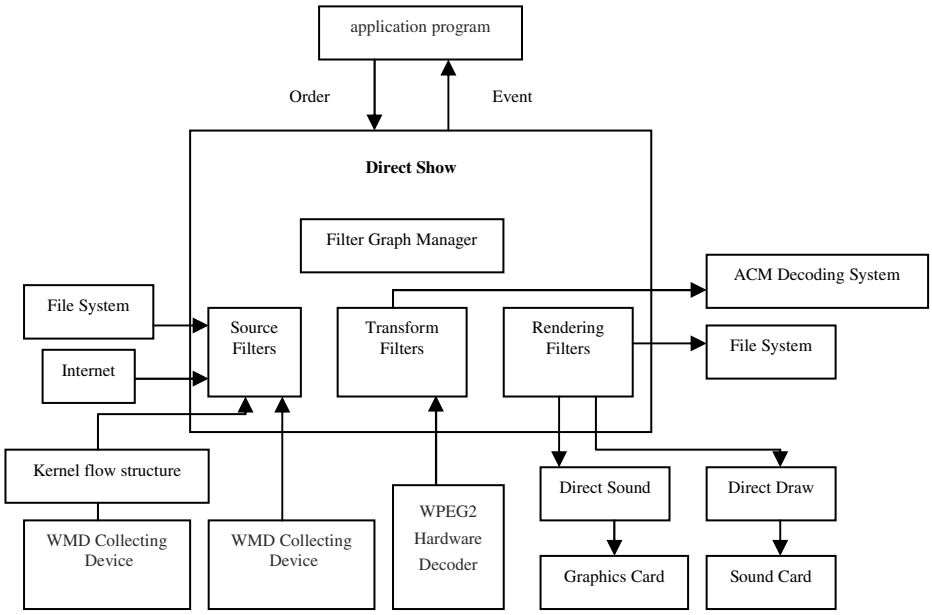 application program
Order
Event
Direct Show
Filter Graph Manager
ACM Decoding System
File System
Source
Filters
Transform
Filters
Rendering
Filters
File System
Internet
Kernel flow structure
Direct Sound
Direct Draw
WMD Collecting
Device
WMD Collecting
Device
WPEG2
Hardware
Decoder
Graphics Card
Sound Card